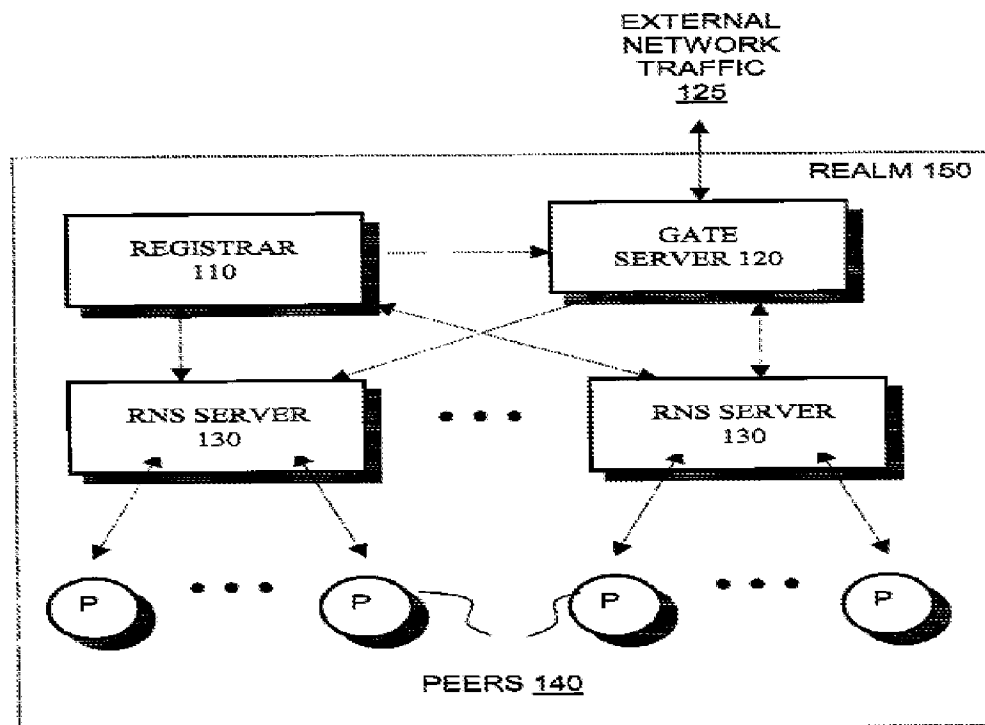 EXTERNAL
NETWORK
TRAFFIC
125
REALM 150
REGISTRAR
110
GATE
SERVER 120
RNS SERVER
130
RNS SERVER
130
P
P
P
P
PEERS 140